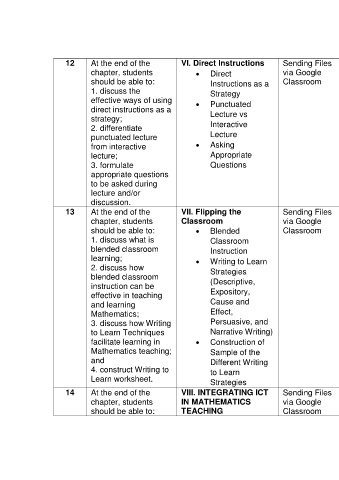 12
At the end of the
chapter, students
should be able to:
1. discuss the
effective ways of using
direct instructions as a
strategy;
2. differentiate
punctuated lecture
from interactive
lecture;
3. formulate
appropriate questions
to be asked during
lecture and/or
discussion.
VI. Direct Instructions
• Direct
Instructions as a
Strategy
• Punctuated
Lecture vs
Interactive
Lecture
• Asking
Appropriate
Questions
Sending Files
via Google
Classroom
13
At the end of the
chapter, students
should be able to:
1. discuss what is
blended classroom
learning;
2. discuss how
blended classroom
instruction can be
effective in teaching
and learning
Mathematics;
3. discuss how Writing
to Learn Techniques
facilitate learning in
Mathematics teaching;
and
4. construct Writing to
Learn worksheet.
VII. Flipping the
Classroom
• Blended
Classroom
Instruction
• Writing to Learn
Strategies
(Descriptive,
Expository,
Cause and
Effect,
Persuasive, and
Narrative Writing)
• Construction of
Sample of the
Different Writing
to Learn
Strategies
Sending Files
via Google
Classroom
14
At the end of the
chapter, students
should be able to:
VIII. INTEGRATING ICT
IN MATHEMATICS
TEACHING
Sending Files
via Google
Classroom